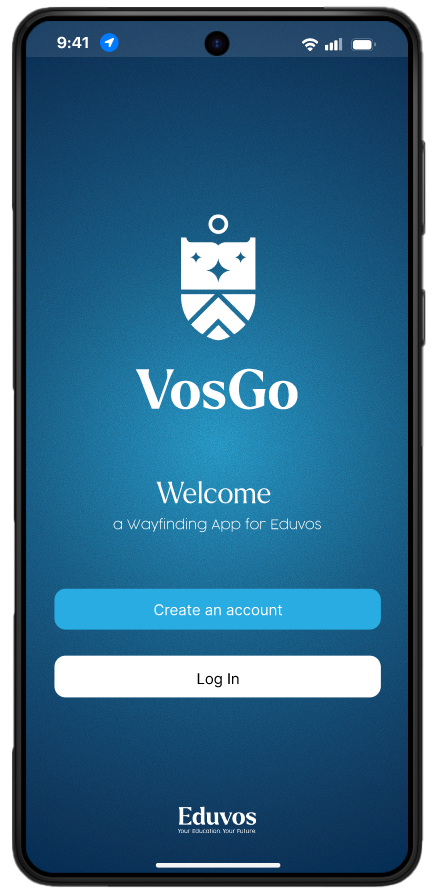 9:41
VosGo
Welcome
a Wayfinding App for Eduvos
Create an account
Log In
Eduvos
Your Education. Your Future.